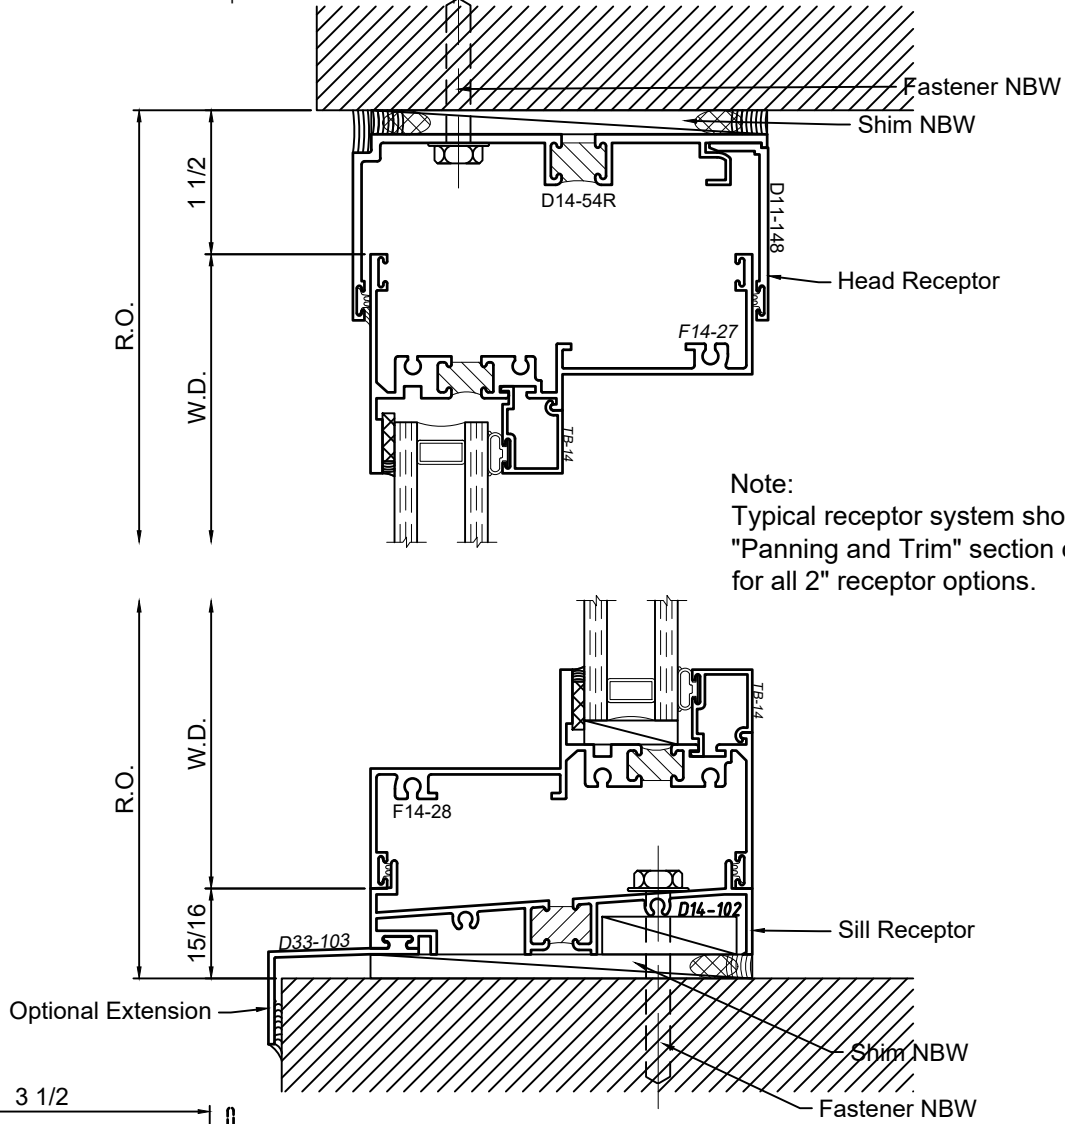 Fastener NBW
Shim NBW
1 1/2
D14-54R
D11-148
Head Receptor
R.O.
F14-27
W.D.
TB-14
Note:
Typical receptor system sho
"Panning and Trim" section
for all 2" receptor options.
TB-14
W.D.
R.O.
F14-28
D14-102
15/16
D33-103
Sill Receptor
Optional Extension
Shim NBW
3 1/2
Fastener NBW